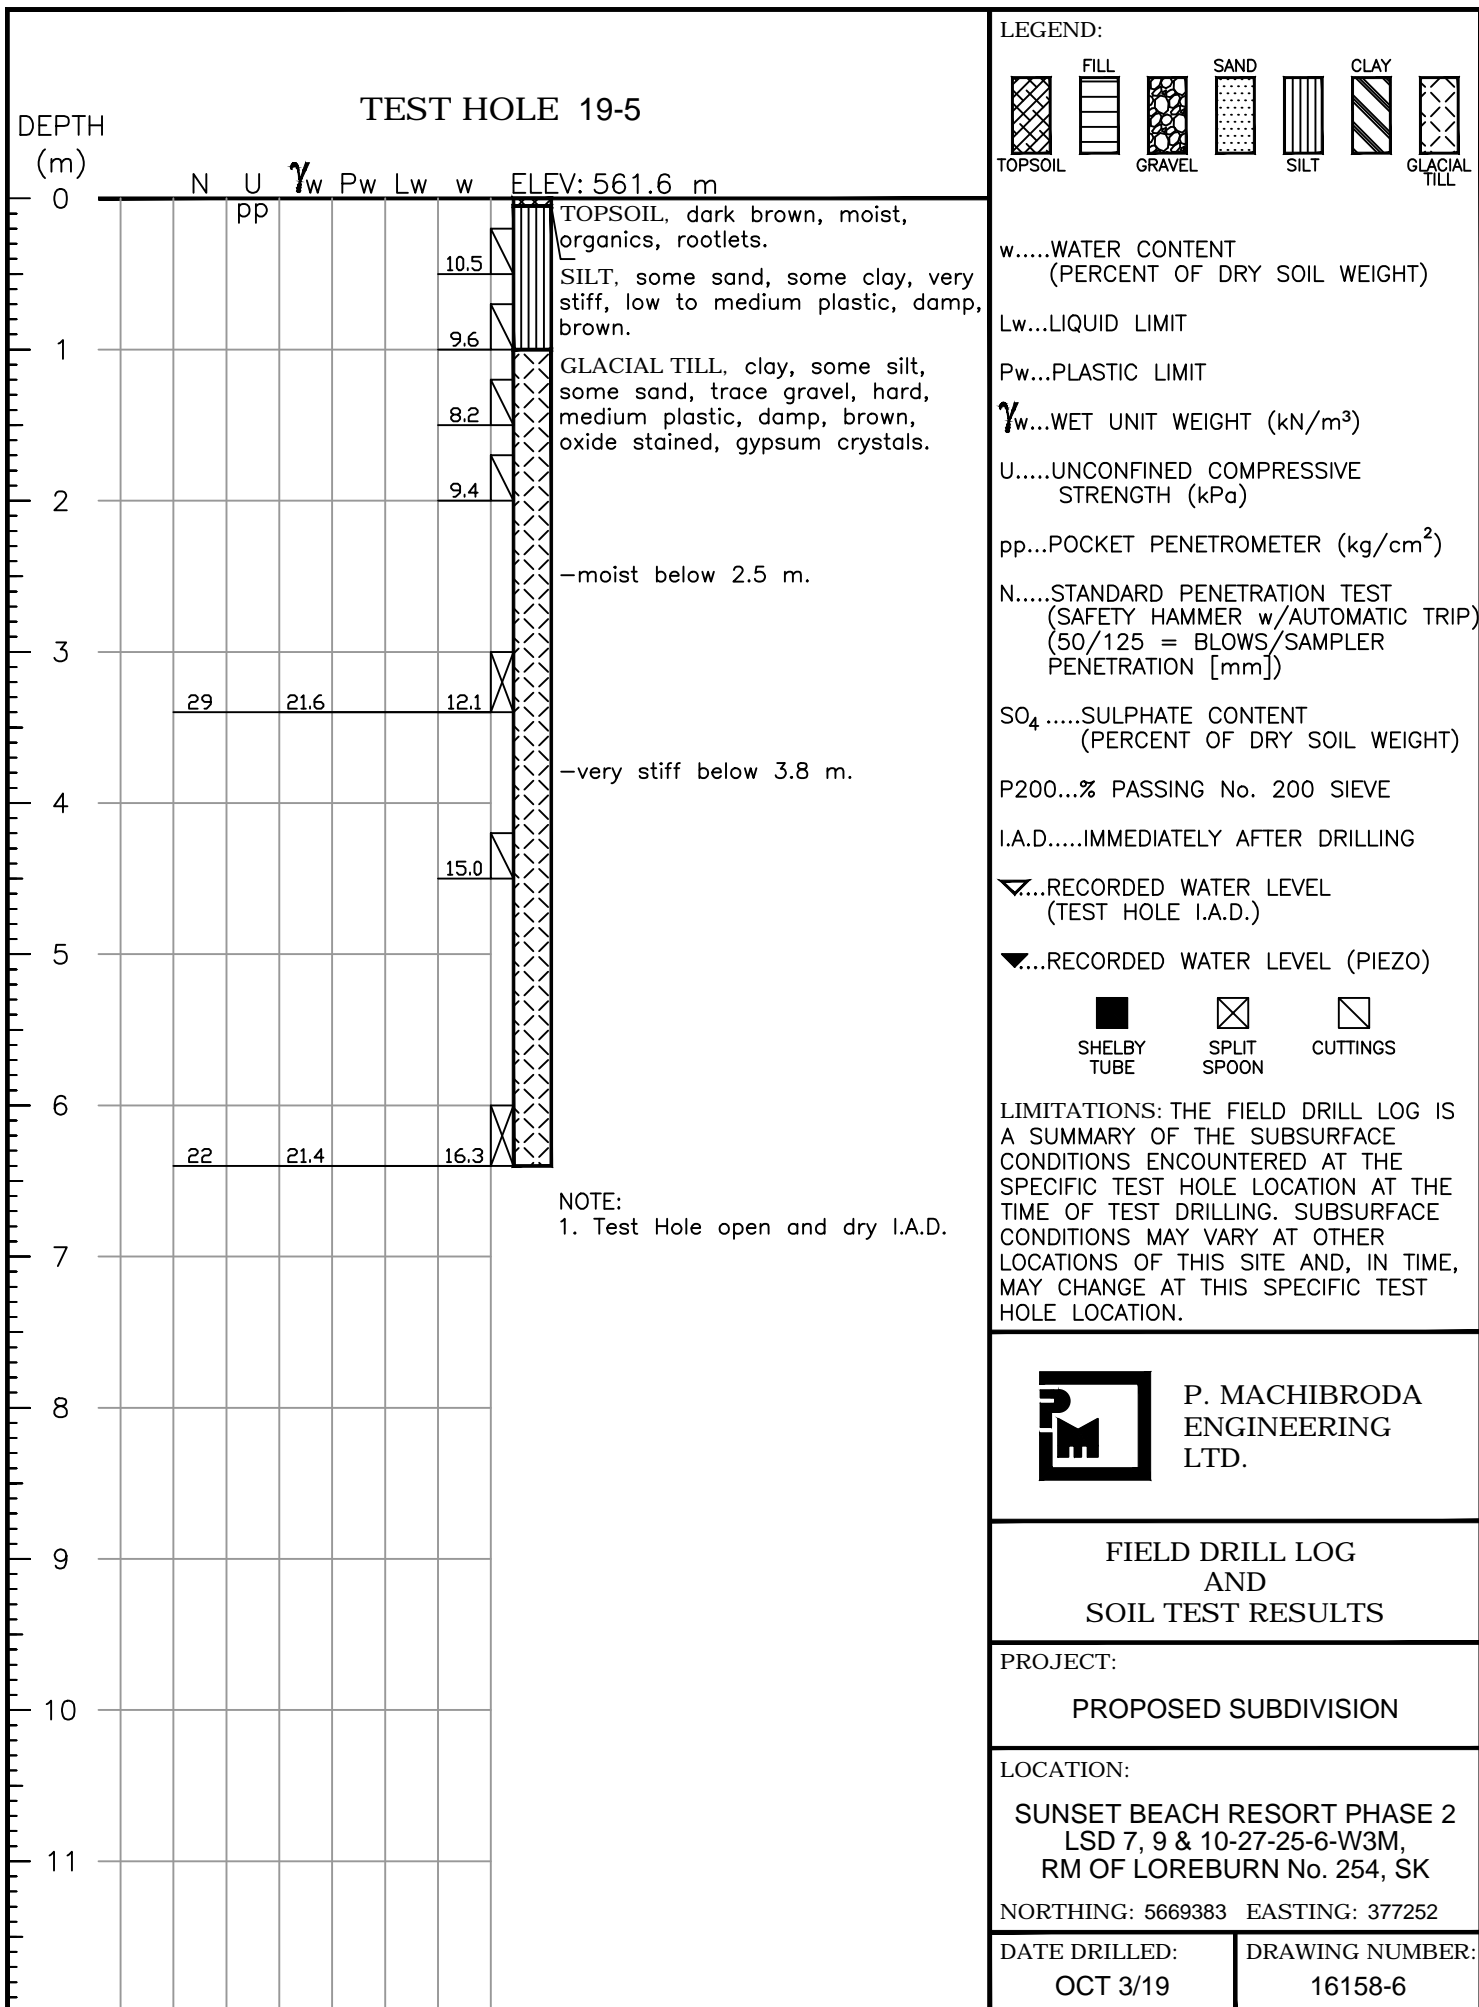 TEST HOLE 19-5
DEPTH
(m)
N U γw Pw Lw w ELEV: 561.6 m
pp
0
TOPSOIL, dark brown, moist,
organics, rootlets.
10.5
SILT, some sand, some clay, very
stiff, low to medium plastic, damp,
brown.
9.6
1
GLACIAL TILL, clay, some silt,
some sand, trace gravel, hard,
medium plastic, damp, brown,
oxide stained, gypsum crystals.
8.2
9.4
2
-moist below 2.5 m.
3
29 21.6 12.1
-very stiff below 3.8 m.
4
15.0
5
6
22 21.4 16.3
NOTE:
1. Test Hole open and dry I.A.D.
7
8
9
10
11
LEGEND:
FILL SAND CLAY
TOPSOIL GRAVEL SILT GLACIAL
TILL
w.....WATER CONTENT
(PERCENT OF DRY SOIL WEIGHT)
Lw...LIQUID LIMIT
Pw...PLASTIC LIMIT
γw...WET UNIT WEIGHT (kN/m³)
U.....UNCONFINED COMPRESSIVE
STRENGTH (kPa)
pp...POCKET PENETROMETER (kg/cm²)
N.....STANDARD PENETRATION TEST
(SAFETY HAMMER w/AUTOMATIC TRIP)
(50/125 = BLOWS/SAMPLER
PENETRATION [mm])
SO₄ .....SULPHATE CONTENT
(PERCENT OF DRY SOIL WEIGHT)
P200...% PASSING No. 200 SIEVE
I.A.D.....IMMEDIATELY AFTER DRILLING
....RECORDED WATER LEVEL
(TEST HOLE I.A.D.)
....RECORDED WATER LEVEL (PIEZO)
SHELBY
TUBE
SPLIT
SPOON
CUTTINGS
LIMITATIONS: THE FIELD DRILL LOG IS
A SUMMARY OF THE SUBSURFACE
CONDITIONS ENCOUNTERED AT THE
SPECIFIC TEST HOLE LOCATION AT THE
TIME OF TEST DRILLING. SUBSURFACE
CONDITIONS MAY VARY AT OTHER
LOCATIONS OF THIS SITE AND, IN TIME,
MAY CHANGE AT THIS SPECIFIC TEST
HOLE LOCATION.
PM
P. MACHIBRODA
ENGINEERING
LTD.
FIELD DRILL LOG
AND
SOIL TEST RESULTS
PROJECT:
PROPOSED SUBDIVISION
LOCATION:
SUNSET BEACH RESORT PHASE 2
LSD 7, 9 & 10-27-25-6-W3M,
RM OF LOREBURN No. 254, SK
NORTHING: 5669383 EASTING: 377252
DATE DRILLED:
OCT 3/19
DRAWING NUMBER:
16158-6